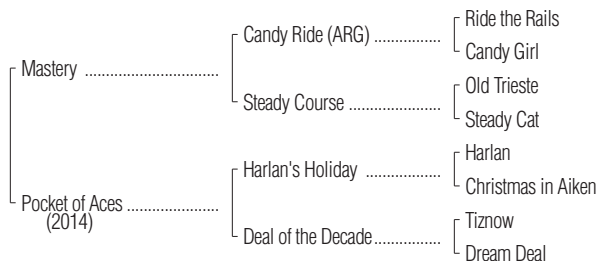 Ride the Rails
Candy Ride (ARG) ....................
Candy Girl
Mastery ..................................
Old Trieste
Steady Course .......................
Steady Cat
Harlan
Harlan's Holiday ...................
Christmas in Aiken
Pocket of Aces .......................
(2014)
Tiznow
Deal of the Decade.................
Dream Deal